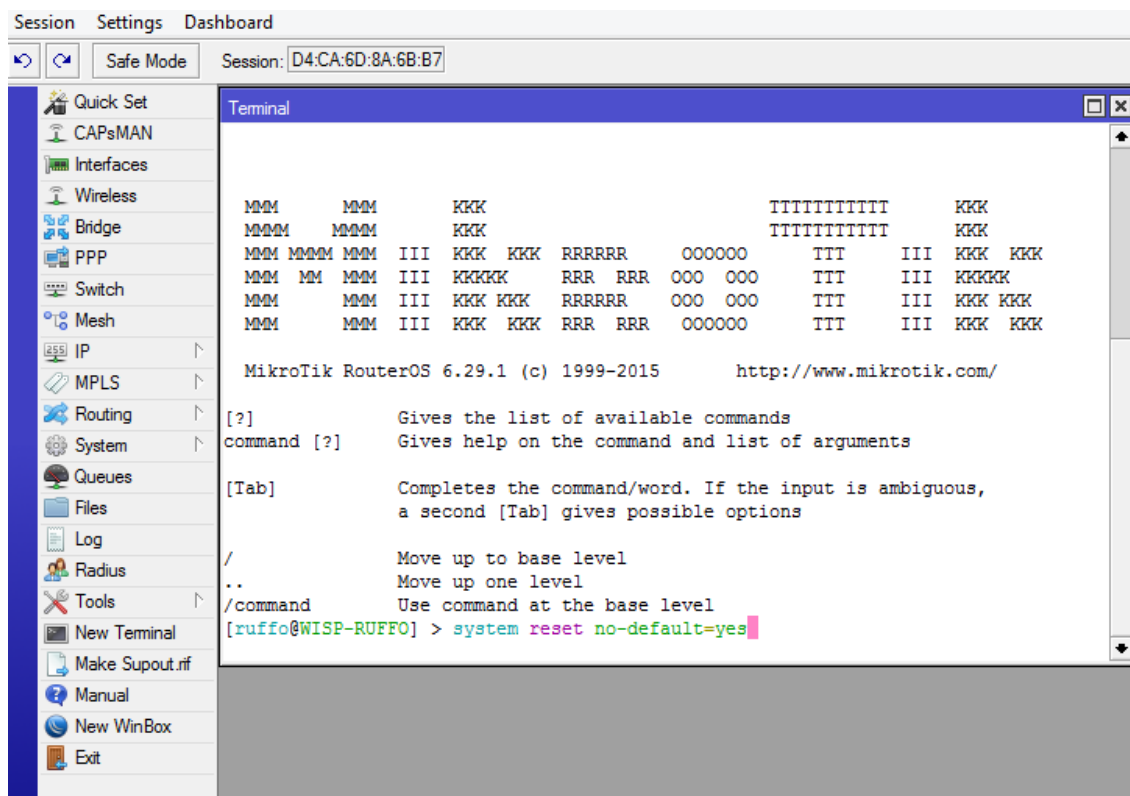 Session Settings Dashboard
Safe Mode Session: D4:CA:6D:8A:6B:B7
Quick Set
CAPsMAN
Interfaces
Wireless
Bridge
PPP
Switch
Mesh
255 IP
MPLS
Routing
System
Queues
Files
Log
Radius
Tools
New Terminal
Make Supout.rif
Manual
New WinBox
Exit
Terminal
MMM      MMM       KKK                          TTTTTTTTTTT      KKK
MMMM    MMMM       KKK                          TTTTTTTTTTT      KKK
MMM MMMM MMM  III  KKK  KKK  RRRRRR    OOOOOO      TTT     III  KKK  KKK
MMM  MM  MMM  III  KKKKK     RRR  RRR  OOO  OOO     TTT     III  KKKKK
MMM      MMM  III  KKK KKK   RRRRRR    OOO  OOO     TTT     III  KKK KKK
MMM      MMM  III  KKK  KKK  RRR  RRR   OOOOOO      TTT     III  KKK  KKK
MikroTik RouterOS 6.29.1 (c) 1999-2015       http://www.mikrotik.com/
[?]             Gives the list of available commands
command [?]     Gives help on the command and list of arguments
[Tab]           Completes the command/word. If the input is ambiguous,
a second [Tab] gives possible options
/               Move up to base level
..              Move up one level
/command        Use command at the base level
[ruffo@WISP-RUFFO] > system reset no-default=yes